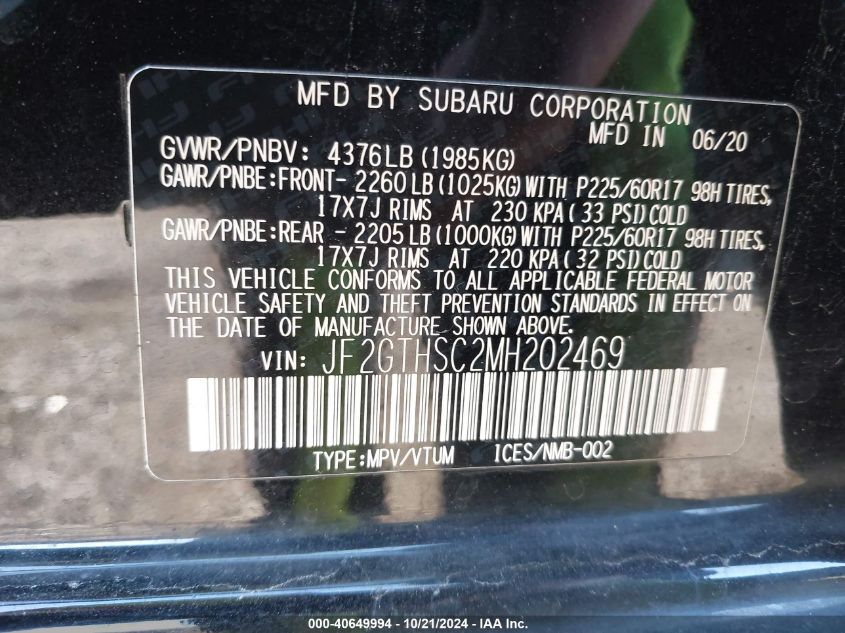 MFD BY SUBARU CORPORATION
MFD IN 06/20
GVWR/PNBV: 4376LB (1985KG)
GAWR/PNBE:FRONT- 2260LB (1025KG) WITH P225/60R17 98H TIRES,
17X7J RIMS AT 230 KPA ( 33 PSI) COLD
GAWR/PNBE:REAR - 2205LB (1000KG) WITH P225/60R17 98H TIRES,
17X7J RIMS AT 220 KPA ( 32 PSI) COLD
THIS VEHICLE CONFORMS TO ALL APPLICABLE FEDERAL MOTOR
VEHICLE SAFETY AND THEFT PREVENTION STANDARDS IN EFFECT ON
THE DATE OF MANUFACTURE SHOWN ABOVE.
VIN: JF2GTHSC2MH202469
TYPE:MPV/VTUM ICES/NMB-002
000-40649994 - 10/21/2024 - IAA Inc.